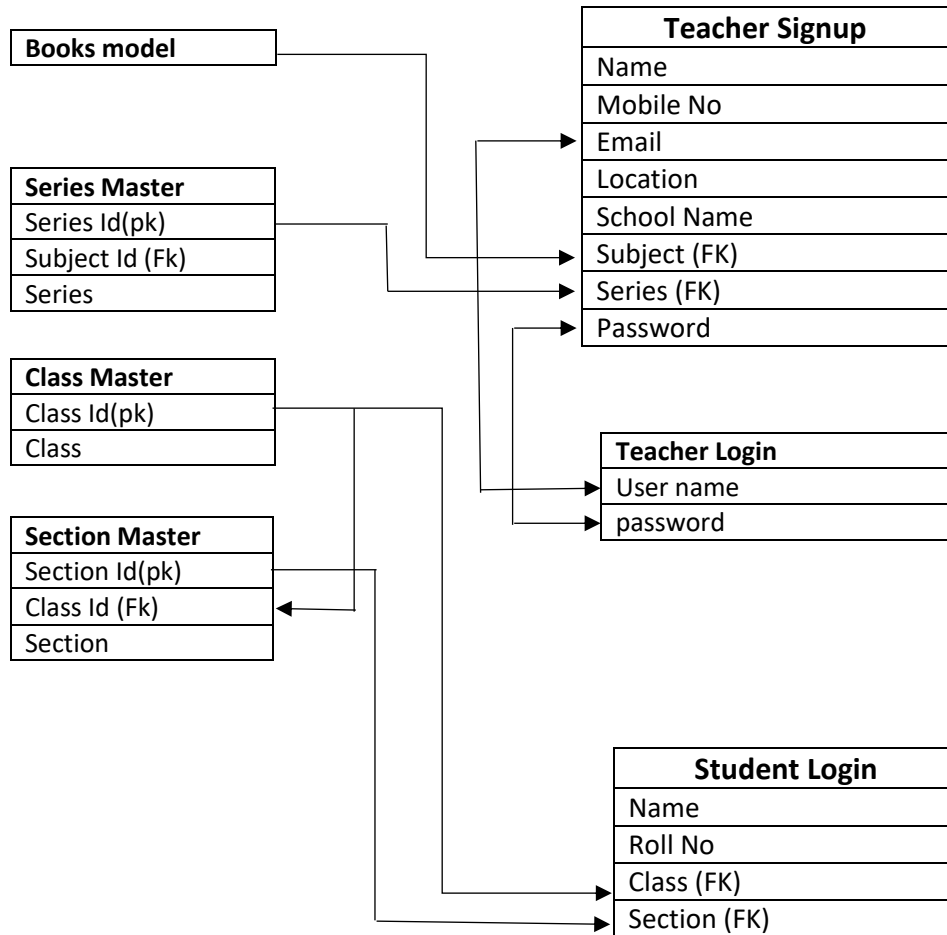 Books model
Series Master
Series Id(pk)
Subject Id (Fk)
Series
Class Master
Class Id(pk)
Class
Section Master
Section Id(pk)
Class Id (Fk)
Section
Teacher Signup
Name
Mobile No
Email
Location
School Name
Subject (FK)
Series (FK)
Password
Teacher Login
User name
password
Student Login
Name
Roll No
Class (FK)
Section (FK)